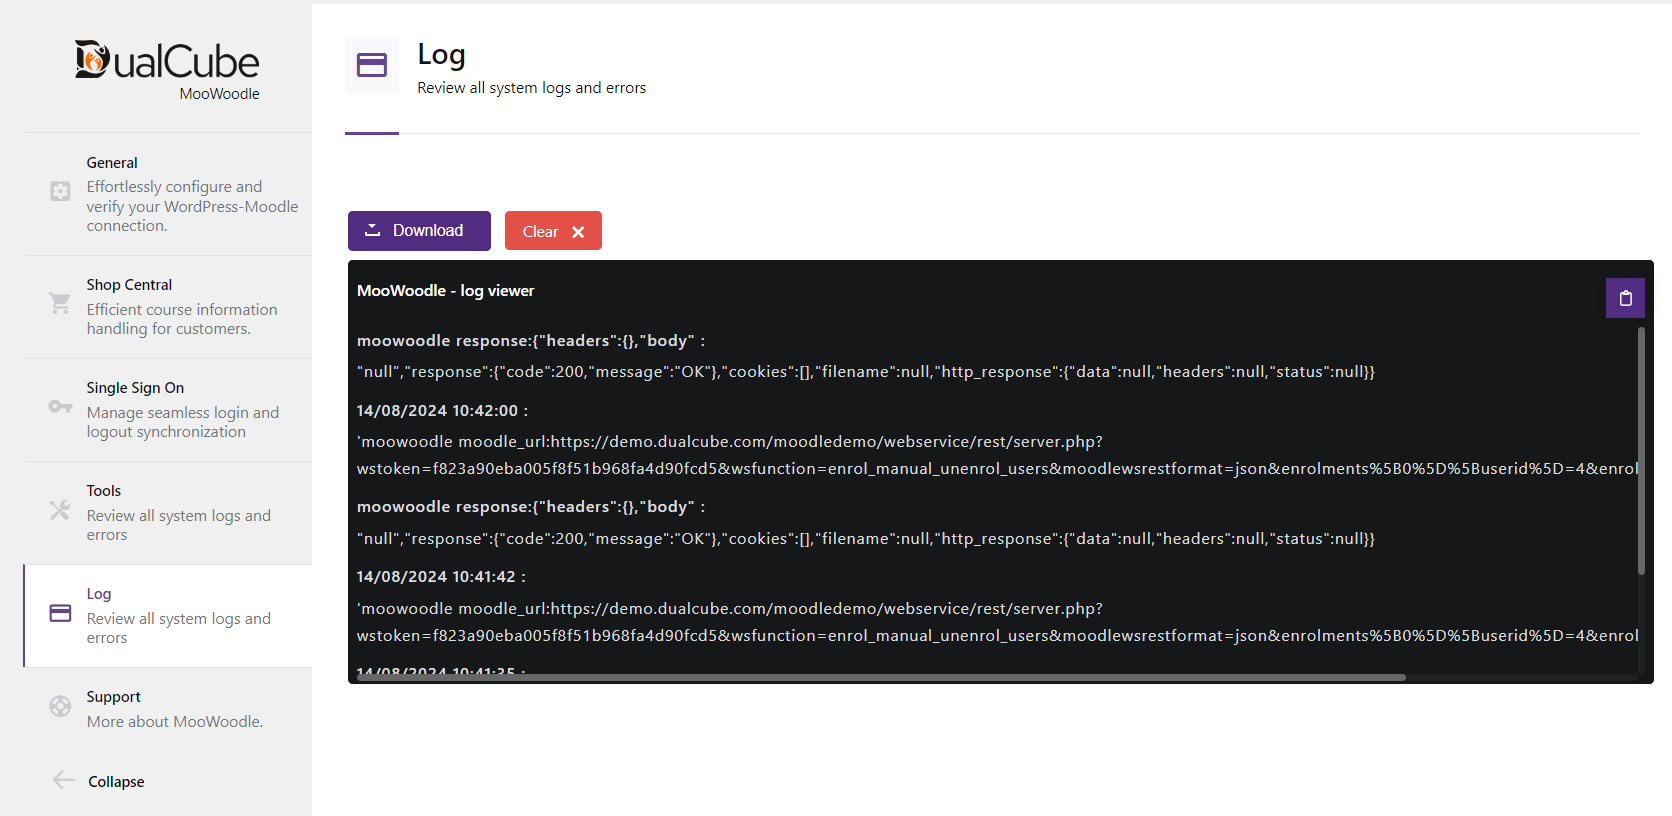 DualCube
MooWoodle
General
Effortlessly configure and
verify your WordPress-Moodle
connection.
Shop Central
Efficient course information
handling for customers.
Single Sign On
Manage seamless login and
logout synchronization
Tools
Review all system logs and
errors
Log
Review all system logs and
errors
Support
More about MooWoodle.
Collapse
Log
Review all system logs and errors
Download
Clear
MooWoodle - log viewer
moowoodle response:{"headers":{},"body" :
"null","response":{"code":200,"message":"OK"},"cookies":[],"filename":null,"http_response":{"data":null,"headers":null,"status":null}}
14/08/2024 10:42:00 :
'moowoodle moodle_url:https://demo.dualcube.com/moodledemo/webservice/rest/server.php?
wstoken=f823a90eba005f8f51b968fa4d90fcd5&wsfunction=enrol_manual_unenrol_users&moodlewsrestformat=json&enrolments%5B0%5D%5Buserid%5D=4&enrol
moowoodle response:{"headers":{},"body" :
"null","response":{"code":200,"message":"OK"},"cookies":[],"filename":null,"http_response":{"data":null,"headers":null,"status":null}}
14/08/2024 10:41:42 :
'moowoodle moodle_url:https://demo.dualcube.com/moodledemo/webservice/rest/server.php?
wstoken=f823a90eba005f8f51b968fa4d90fcd5&wsfunction=enrol_manual_unenrol_users&moodlewsrestformat=json&enrolments%5B0%5D%5Buserid%5D=4&enrol
14/08/2024 10:41:35 :